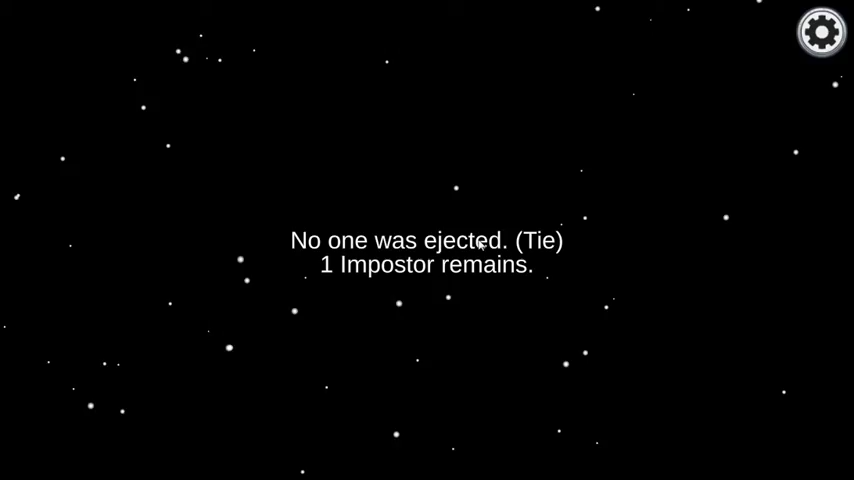 No one was ejected. (Tie)
1 Impostor remains.